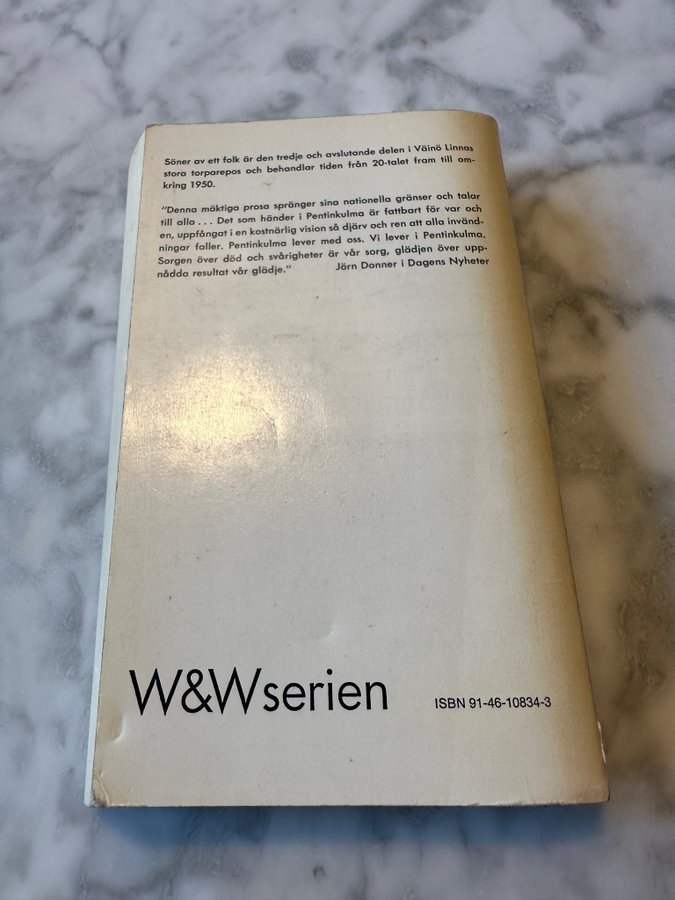 Söner av ett folk är den tredje och avslutande delen i Väinö Linnas
stora torparepos och behandlar tiden från 20-talet fram till om-
kring 1950.
"Denna mäktiga prosa spränger sina nationella gränser och talar
till alla ... Det som händer i Pentinkulma är fattbart för var och
en, uppfångat i en kostnärlig vision så djärv och ren att alla invänd-
ningar faller. Pentinkulma lever med oss. Vi lever i Pentinkulma.
Sorgen över död och svårigheter är vår sorg, glädjen över upp-
nådda resultat vår glädje." Jörn Donner i Dagens Nyheter
W&Wserien
ISBN 91-46-10834-3